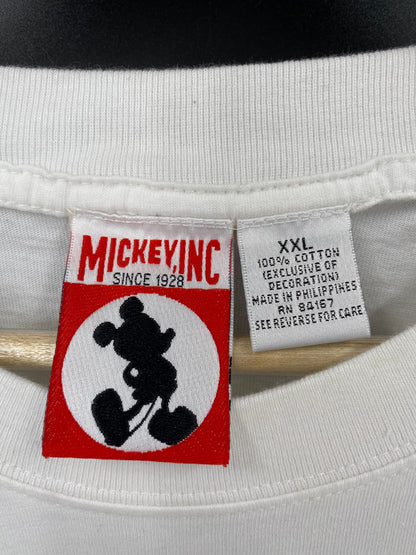 MICKEY, INC
SINCE 1928
XXL
100% COTTON
(EXCLUSIVE OF
DECORATION)
MADE IN PHILIPPINES
RN 84167
SEE REVERSE FOR CARE